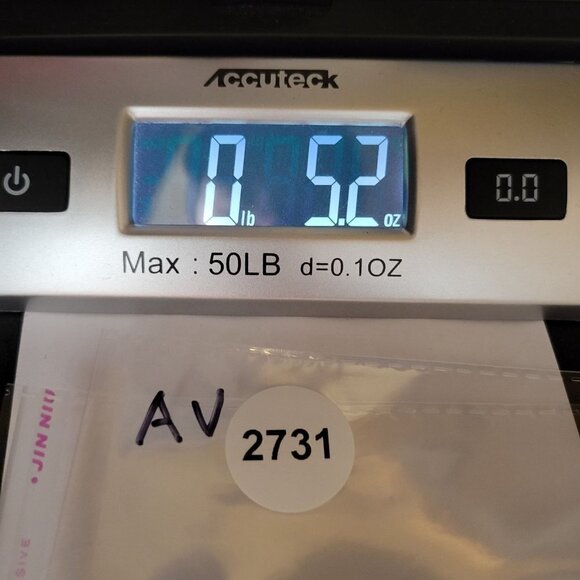 Accuteck
0 lb 5.2 oz
0.0
Max : 50LB d=0.1OZ
AV
2731